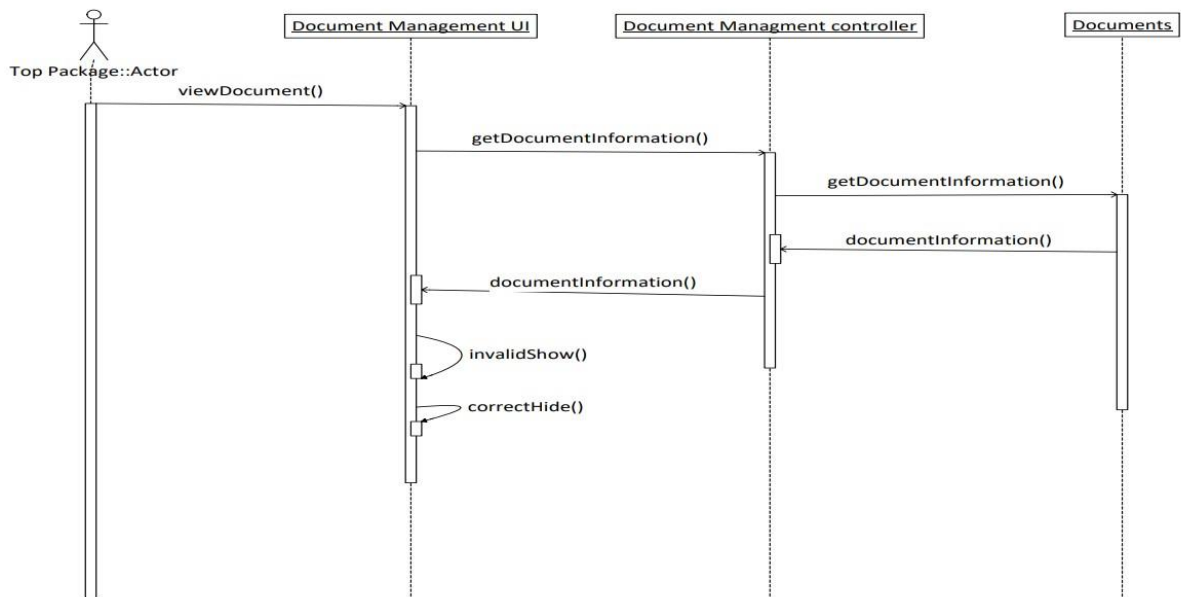 Document Management UI
Document Managment controller
Documents
Top Package::Actor
viewDocument()
getDocumentInformation()
getDocumentInformation()
documentInformation()
documentInformation()
invalidShow()
correctHide()